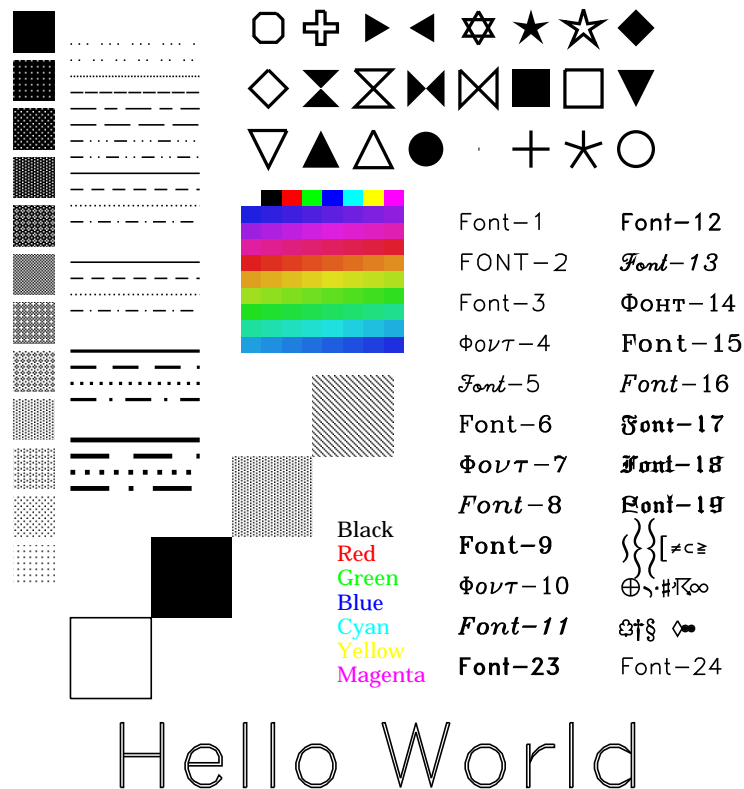 Font-1
FONT-2
Font-3
Φοντ-4
Font-5
Font-6
Φοντ-7
Font-8
Font-9
Φοντ-10
Font-11
Font-23
Font-12
Font-13
Фонт-14
Font-15
Font-16
Font-17
Font-18
Font-19
Font-24
Black
Red
Green
Blue
Cyan
Yellow
Magenta
Hello World